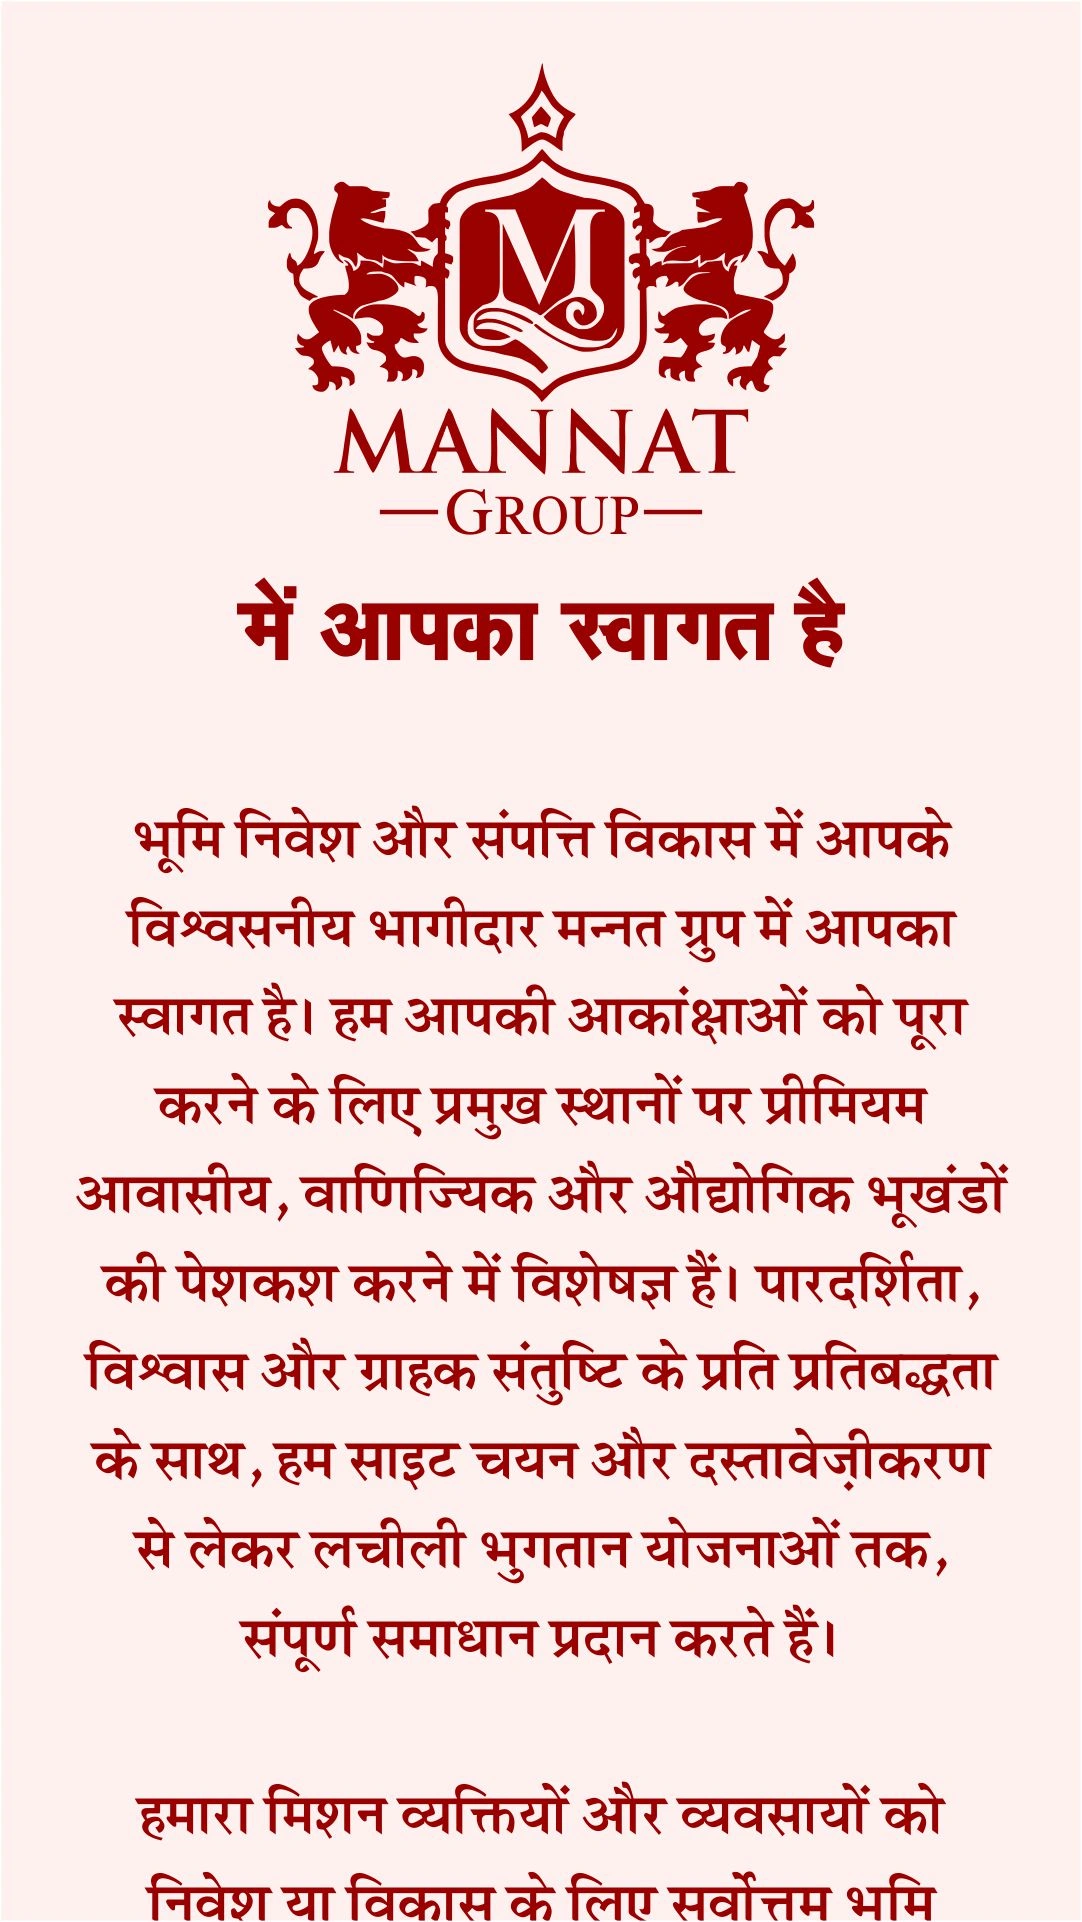 M
MANNAT
GROUP
में आपका स्वागत है
भूमि निवेश और संपत्ति विकास में आपके
विश्वसनीय भागीदार मन्नत ग्रुप में आपका
स्वागत है। हम आपकी आकांक्षाओं को पूरा
करने के लिए प्रमुख स्थानों पर प्रीमियम
आवासीय, वाणिज्यिक और औद्योगिक भूखंडों
की पेशकश करने में विशेषज्ञ हैं। पारदर्शिता,
विश्वास और ग्राहक संतुष्टि के प्रति प्रतिबद्धता
के साथ, हम साइट चयन और दस्तावेज़ीकरण
से लेकर लचीली भुगतान योजनाओं तक,
संपूर्ण समाधान प्रदान करते हैं।
हमारा मिशन व्यक्तियों और व्यवसायों को
निवेश या विकास के लिए सर्वोत्तम भूमि